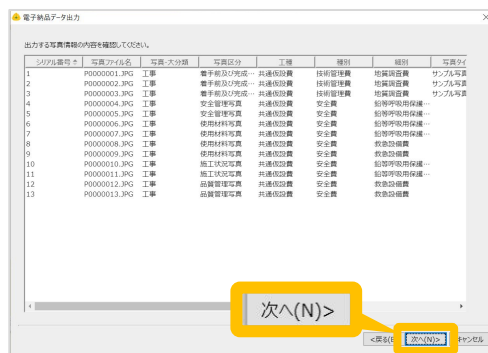 電子納品データ出力
出力する写真情報の内容を確認してください。
シリアル番号 写真ファイル名 写真-大分類 写真区分 工種 種別 細別 写真タイ
1 P0000001.JPG 工事 着手前及び完成… 共通仮設費 技術管理費 地質調査費 サンプル写真
2 P0000002.JPG 工事 着手前及び完成… 共通仮設費 技術管理費 地質調査費 サンプル写真
3 P0000003.JPG 工事 着手前及び完成… 共通仮設費 技術管理費 地質調査費 サンプル写真
4 P0000004.JPG 工事 安全管理写真 共通仮設費 安全費 鉛等呼吸用保護…
5 P0000005.JPG 工事 安全管理写真 共通仮設費 安全費 鉛等呼吸用保護…
6 P0000006.JPG 工事 使用材料写真 共通仮設費 安全費 鉛等呼吸用保護…
7 P0000007.JPG 工事 使用材料写真 共通仮設費 安全費 鉛等呼吸用保護…
8 P0000008.JPG 工事 使用材料写真 共通仮設費 安全費 救急設備費
9 P0000009.JPG 工事 使用材料写真 共通仮設費 安全費 救急設備費
10 P0000010.JPG 工事 施工状況写真 共通仮設費 安全費 鉛等呼吸用保護…
11 P0000011.JPG 工事 施工状況写真 共通仮設費 安全費 鉛等呼吸用保護…
12 P0000012.JPG 工事 品質管理写真 共通仮設費 安全費 救急設備費
13 P0000013.JPG 工事 品質管理写真 共通仮設費 安全費 救急設備費
次へ(N)>
<戻る(B 次へ(N)> キャンセル